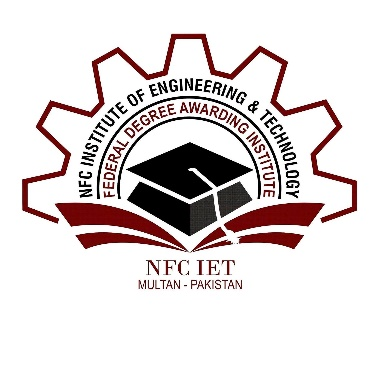 NFC INSTITUTE OF ENGINEERING & TECHNOLOGY
FEDERAL DEGREE AWARDING INSTITUTE
NFC IET
MULTAN - PAKISTAN